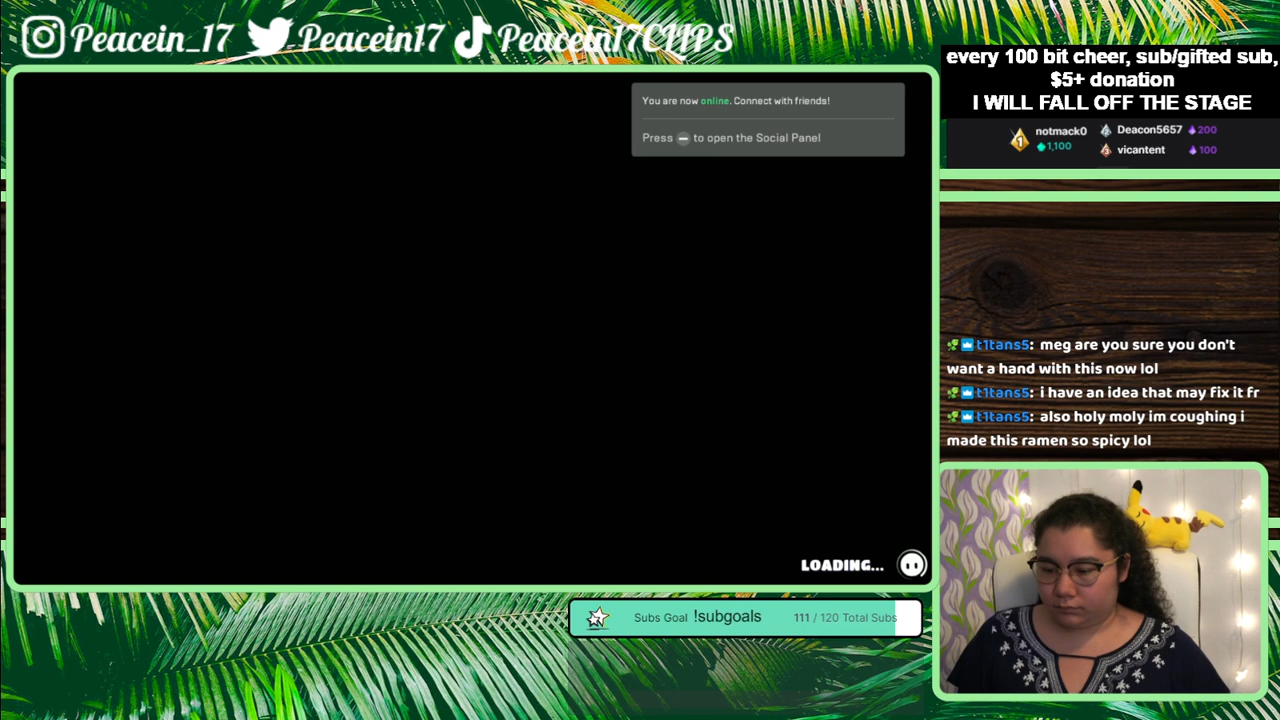 Peacein_17 Peacein17 Peacein17ClIPS
every 100 bit cheer, sub/gifted sub,
$5+ donation
I WILL FALL OFF THE STAGE
1 notmack0 1,100
2 Deacon5657 200
3 vicantent 100
You are now online. Connect with friends!
Press to open the Social Panel
t1tans5: meg are you sure you don't
want a hand with this now lol
t1tans5: i have an idea that may fix it fr
t1tans5: also holy moly im coughing i
made this ramen so spicy lol
LOADING...
Subs Goal !subgoals 111 / 120 Total Subs